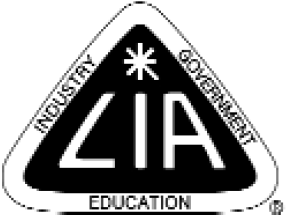 INDUSTRY
GOVERNMENT
LIA
EDUCATION
®